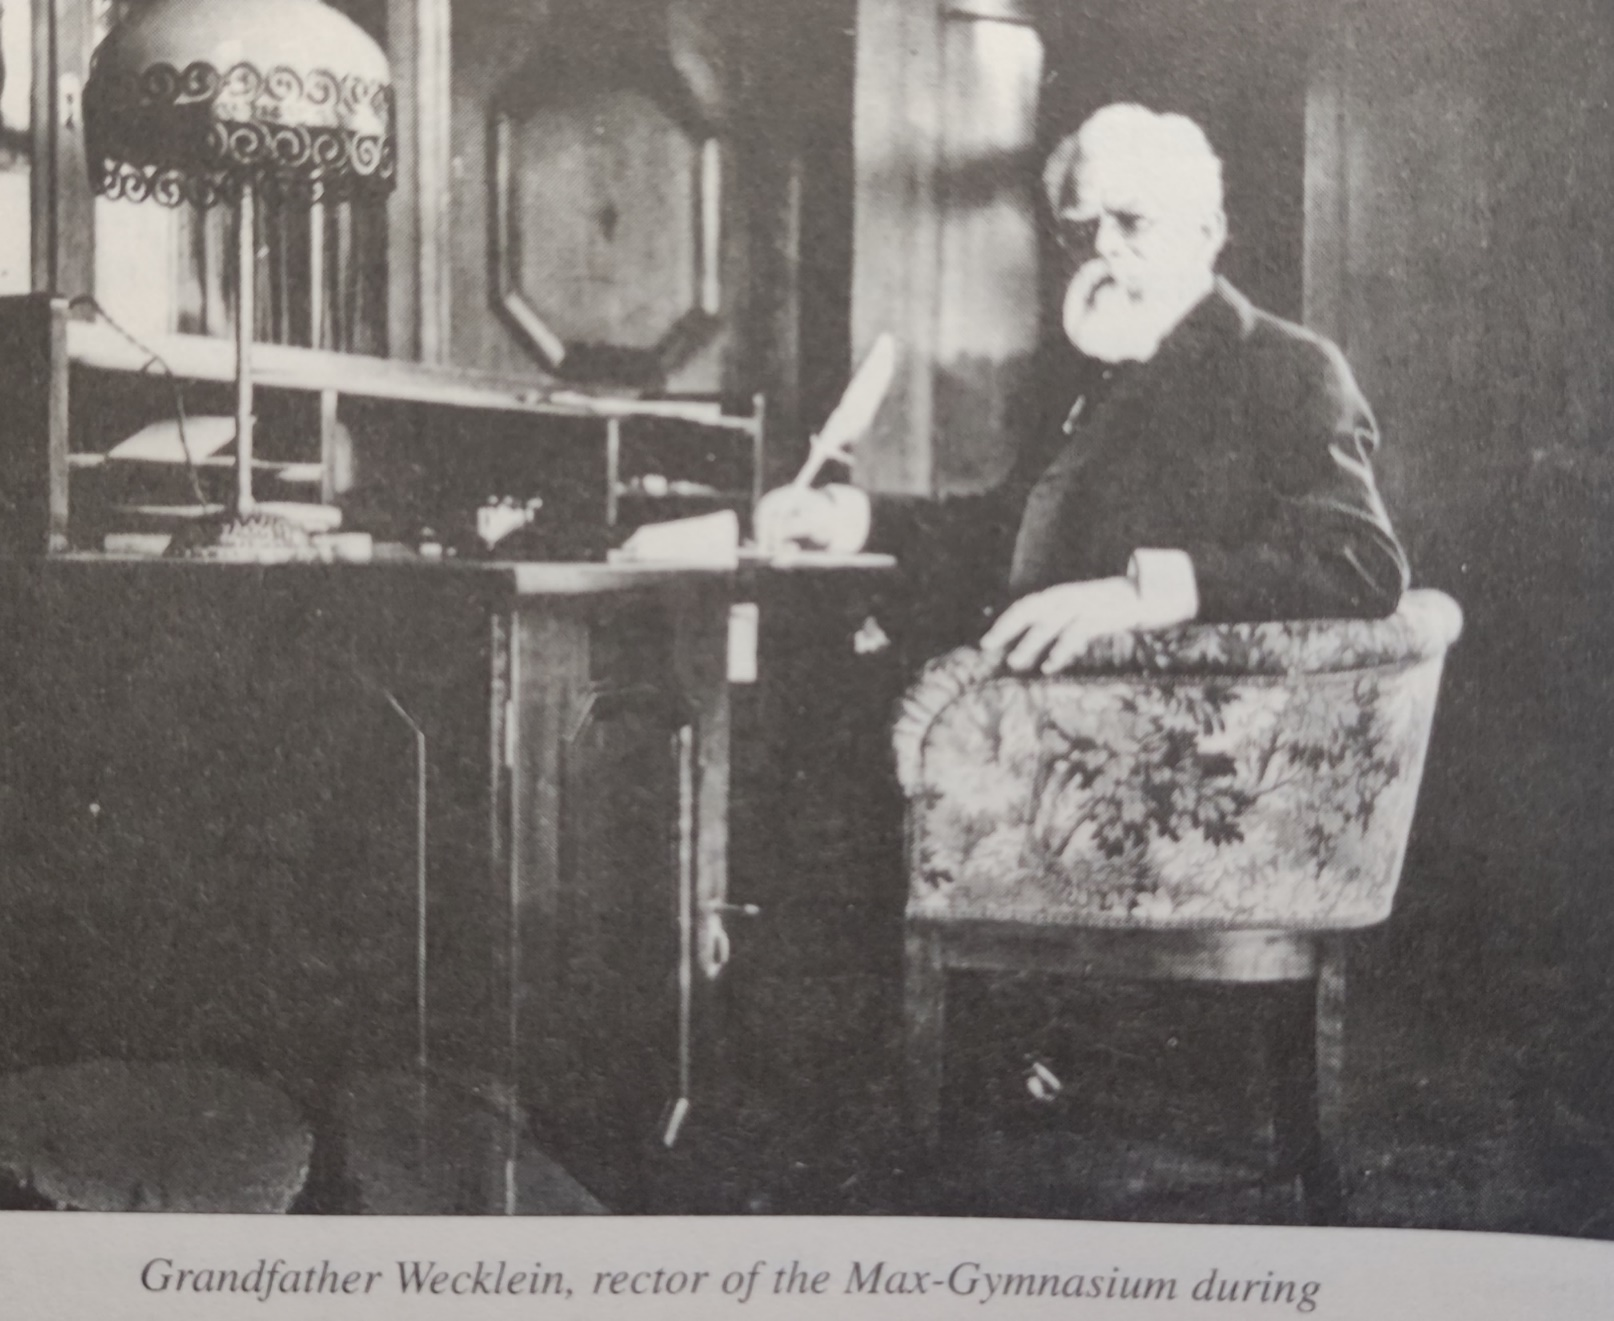 Grandfather Wecklein, rector of the Max-Gymnasium during